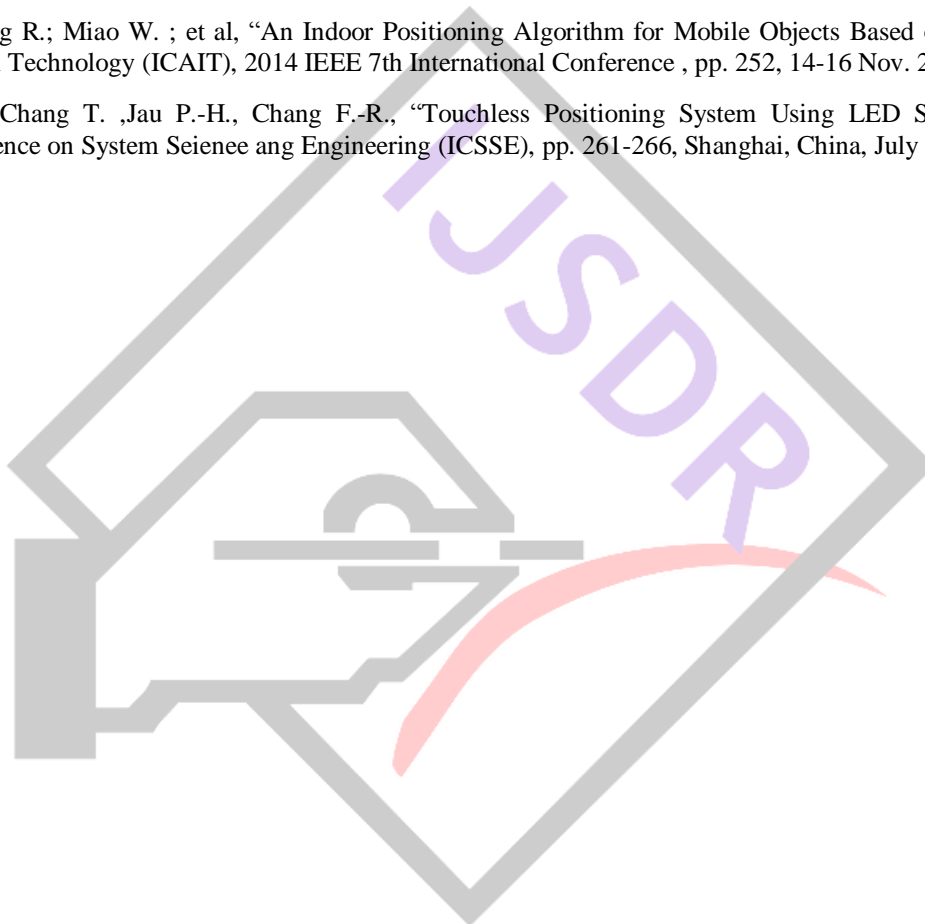 g R.; Miao W. ; et al, “An Indoor Positioning Algorithm for Mobile Objects Based
Technology (ICAIT), 2014 IEEE 7th International Conference , pp. 252, 14-16 Nov. 2
Chang T. ,Jau P.-H., Chang F.-R., “Touchless Positioning System Using LED S
ence on System Seienee ang Engineering (ICSSE), pp. 261-266, Shanghai, China, July
IJSDR